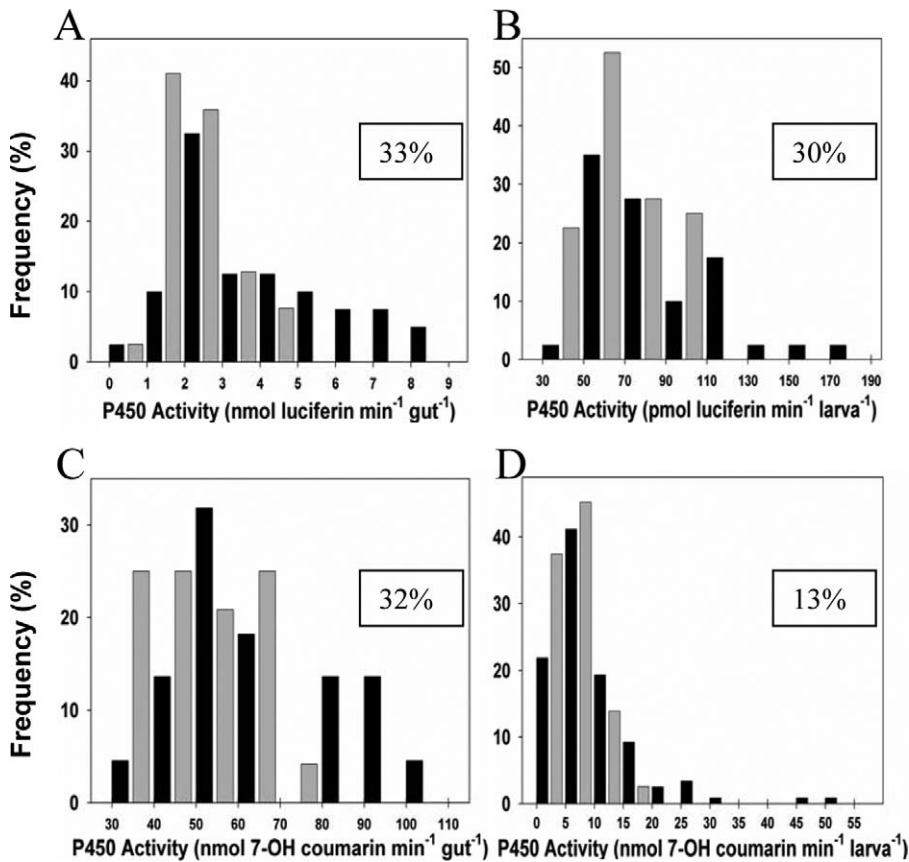 A
Frequency (%)
40
30
20
10
0
33%
0 1 2 3 4 5 6 7 8 9
P450 Activity (nmol luciferin min⁻¹ gut⁻¹)
B
50
40
30
20
10
0
30%
30 50 70 90 110 130 150 170 190
P450 Activity (pmol luciferin min⁻¹ larva⁻¹)
C
Frequency (%)
30
20
10
0
32%
30 40 50 60 70 80 90 100 110
P450 Activity (nmol 7-OH coumarin min⁻¹ gut⁻¹)
D
40
30
20
10
0
13%
0 5 10 15 20 25 30 35 40 45 50 55
P450 Activity (nmol 7-OH coumarin min⁻¹ larva⁻¹)